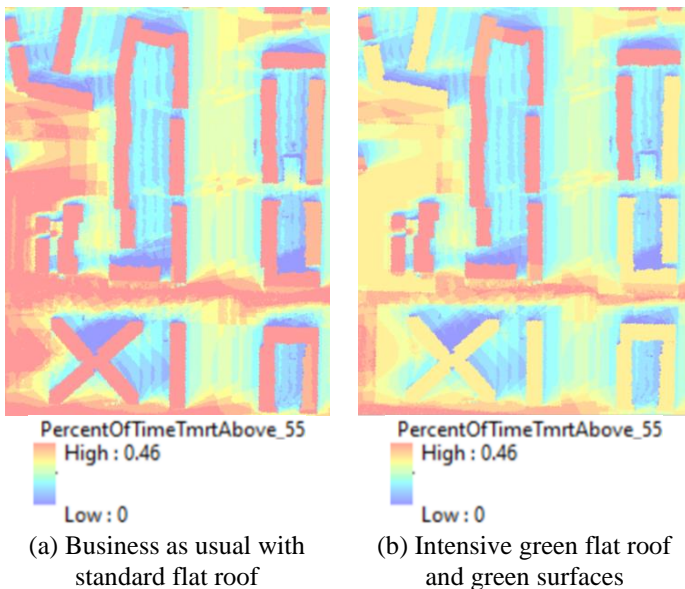 PercentOfTimeTmrtAbove_55
High : 0.46
Low : 0
(a) Business as usual with
standard flat roof
PercentOfTimeTmrtAbove_55
High : 0.46
Low : 0
(b) Intensive green flat roof
and green surfaces